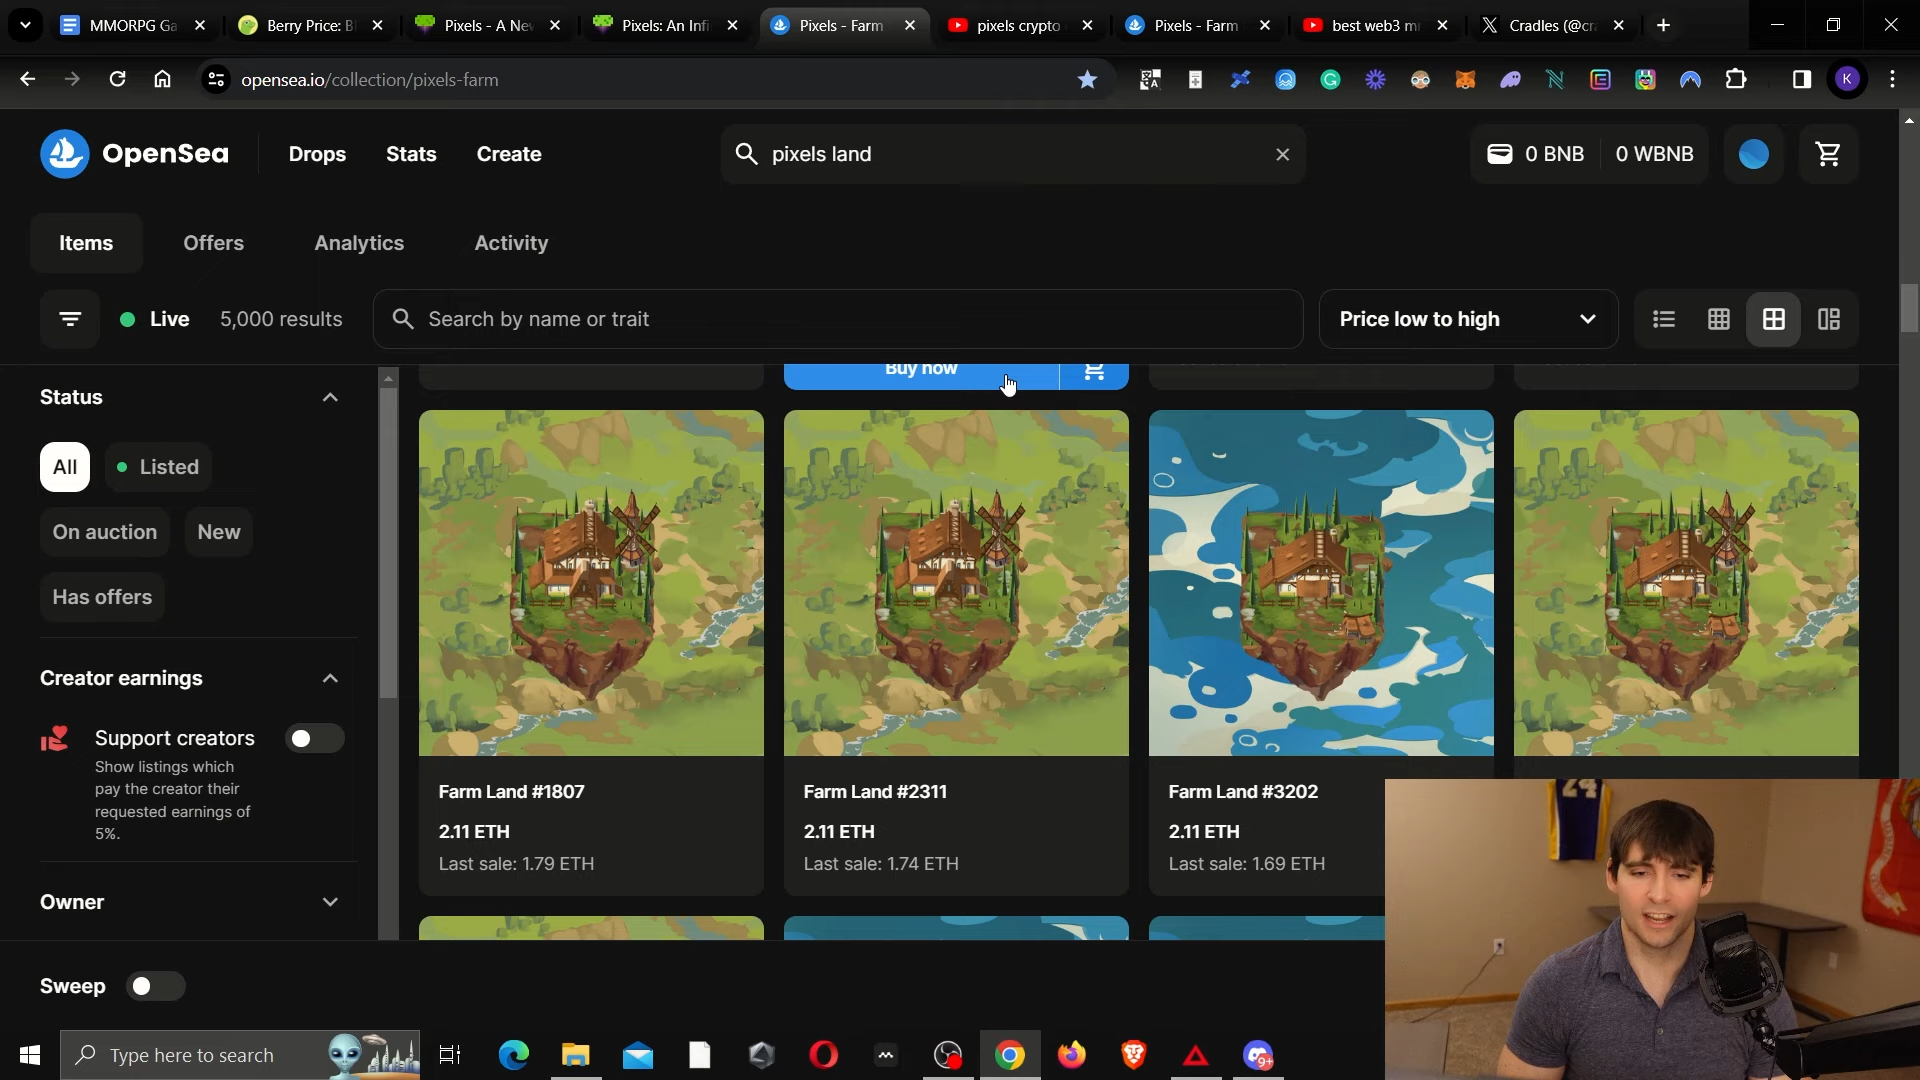 MMORPG Ga
Berry Price: B
Pixels - A Nev
Pixels: An Infi
Pixels - Farm
pixels crypto
Pixels - Farm
best web3 m
Cradles (@cr
opensea.io/collection/pixels-farm
K
OpenSea
Drops
Stats
Create
pixels land
0 BNB
0 WBNB
Items
Offers
Analytics
Activity
Live
5,000 results
Search by name or trait
Price low to high
Status
All
Listed
On auction
New
Has offers
Creator earnings
Support creators
Show listings which
pay the creator their
requested earnings of
5%.
Owner
Sweep
Buy now
Farm Land #1807
2.11 ETH
Last sale: 1.79 ETH
Farm Land #2311
2.11 ETH
Last sale: 1.74 ETH
Farm Land #3202
2.11 ETH
Last sale: 1.69 ETH
24
Type here to search
9+